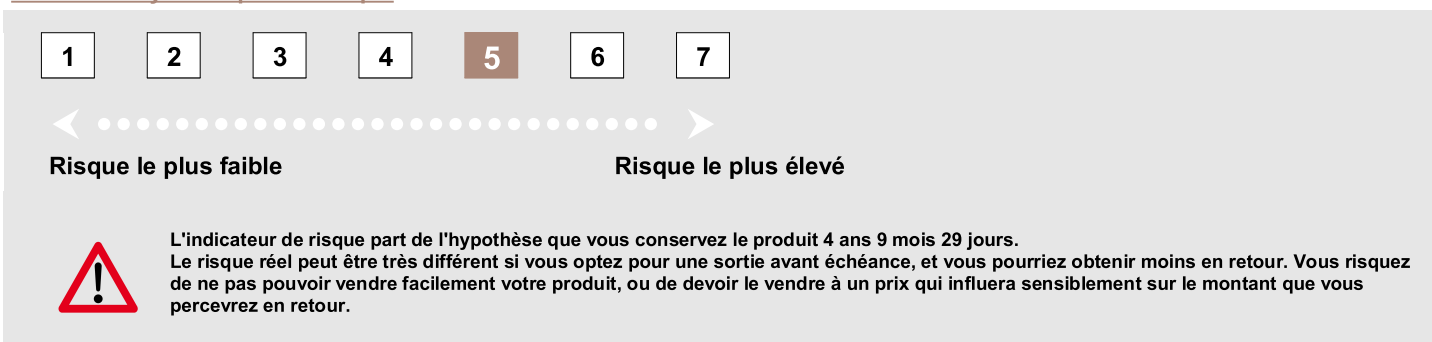 1 2 3 4 5 6 7
Risque le plus faible Risque le plus élevé
L'indicateur de risque part de l'hypothèse que vous conservez le produit 4 ans 9 mois 29 jours.
Le risque réel peut être très différent si vous optez pour une sortie avant échéance, et vous pourriez obtenir moins en retour. Vous risquez
de ne pas pouvoir vendre facilement votre produit, ou de devoir le vendre à un prix qui influera sensiblement sur le montant que vous
percevrez en retour.